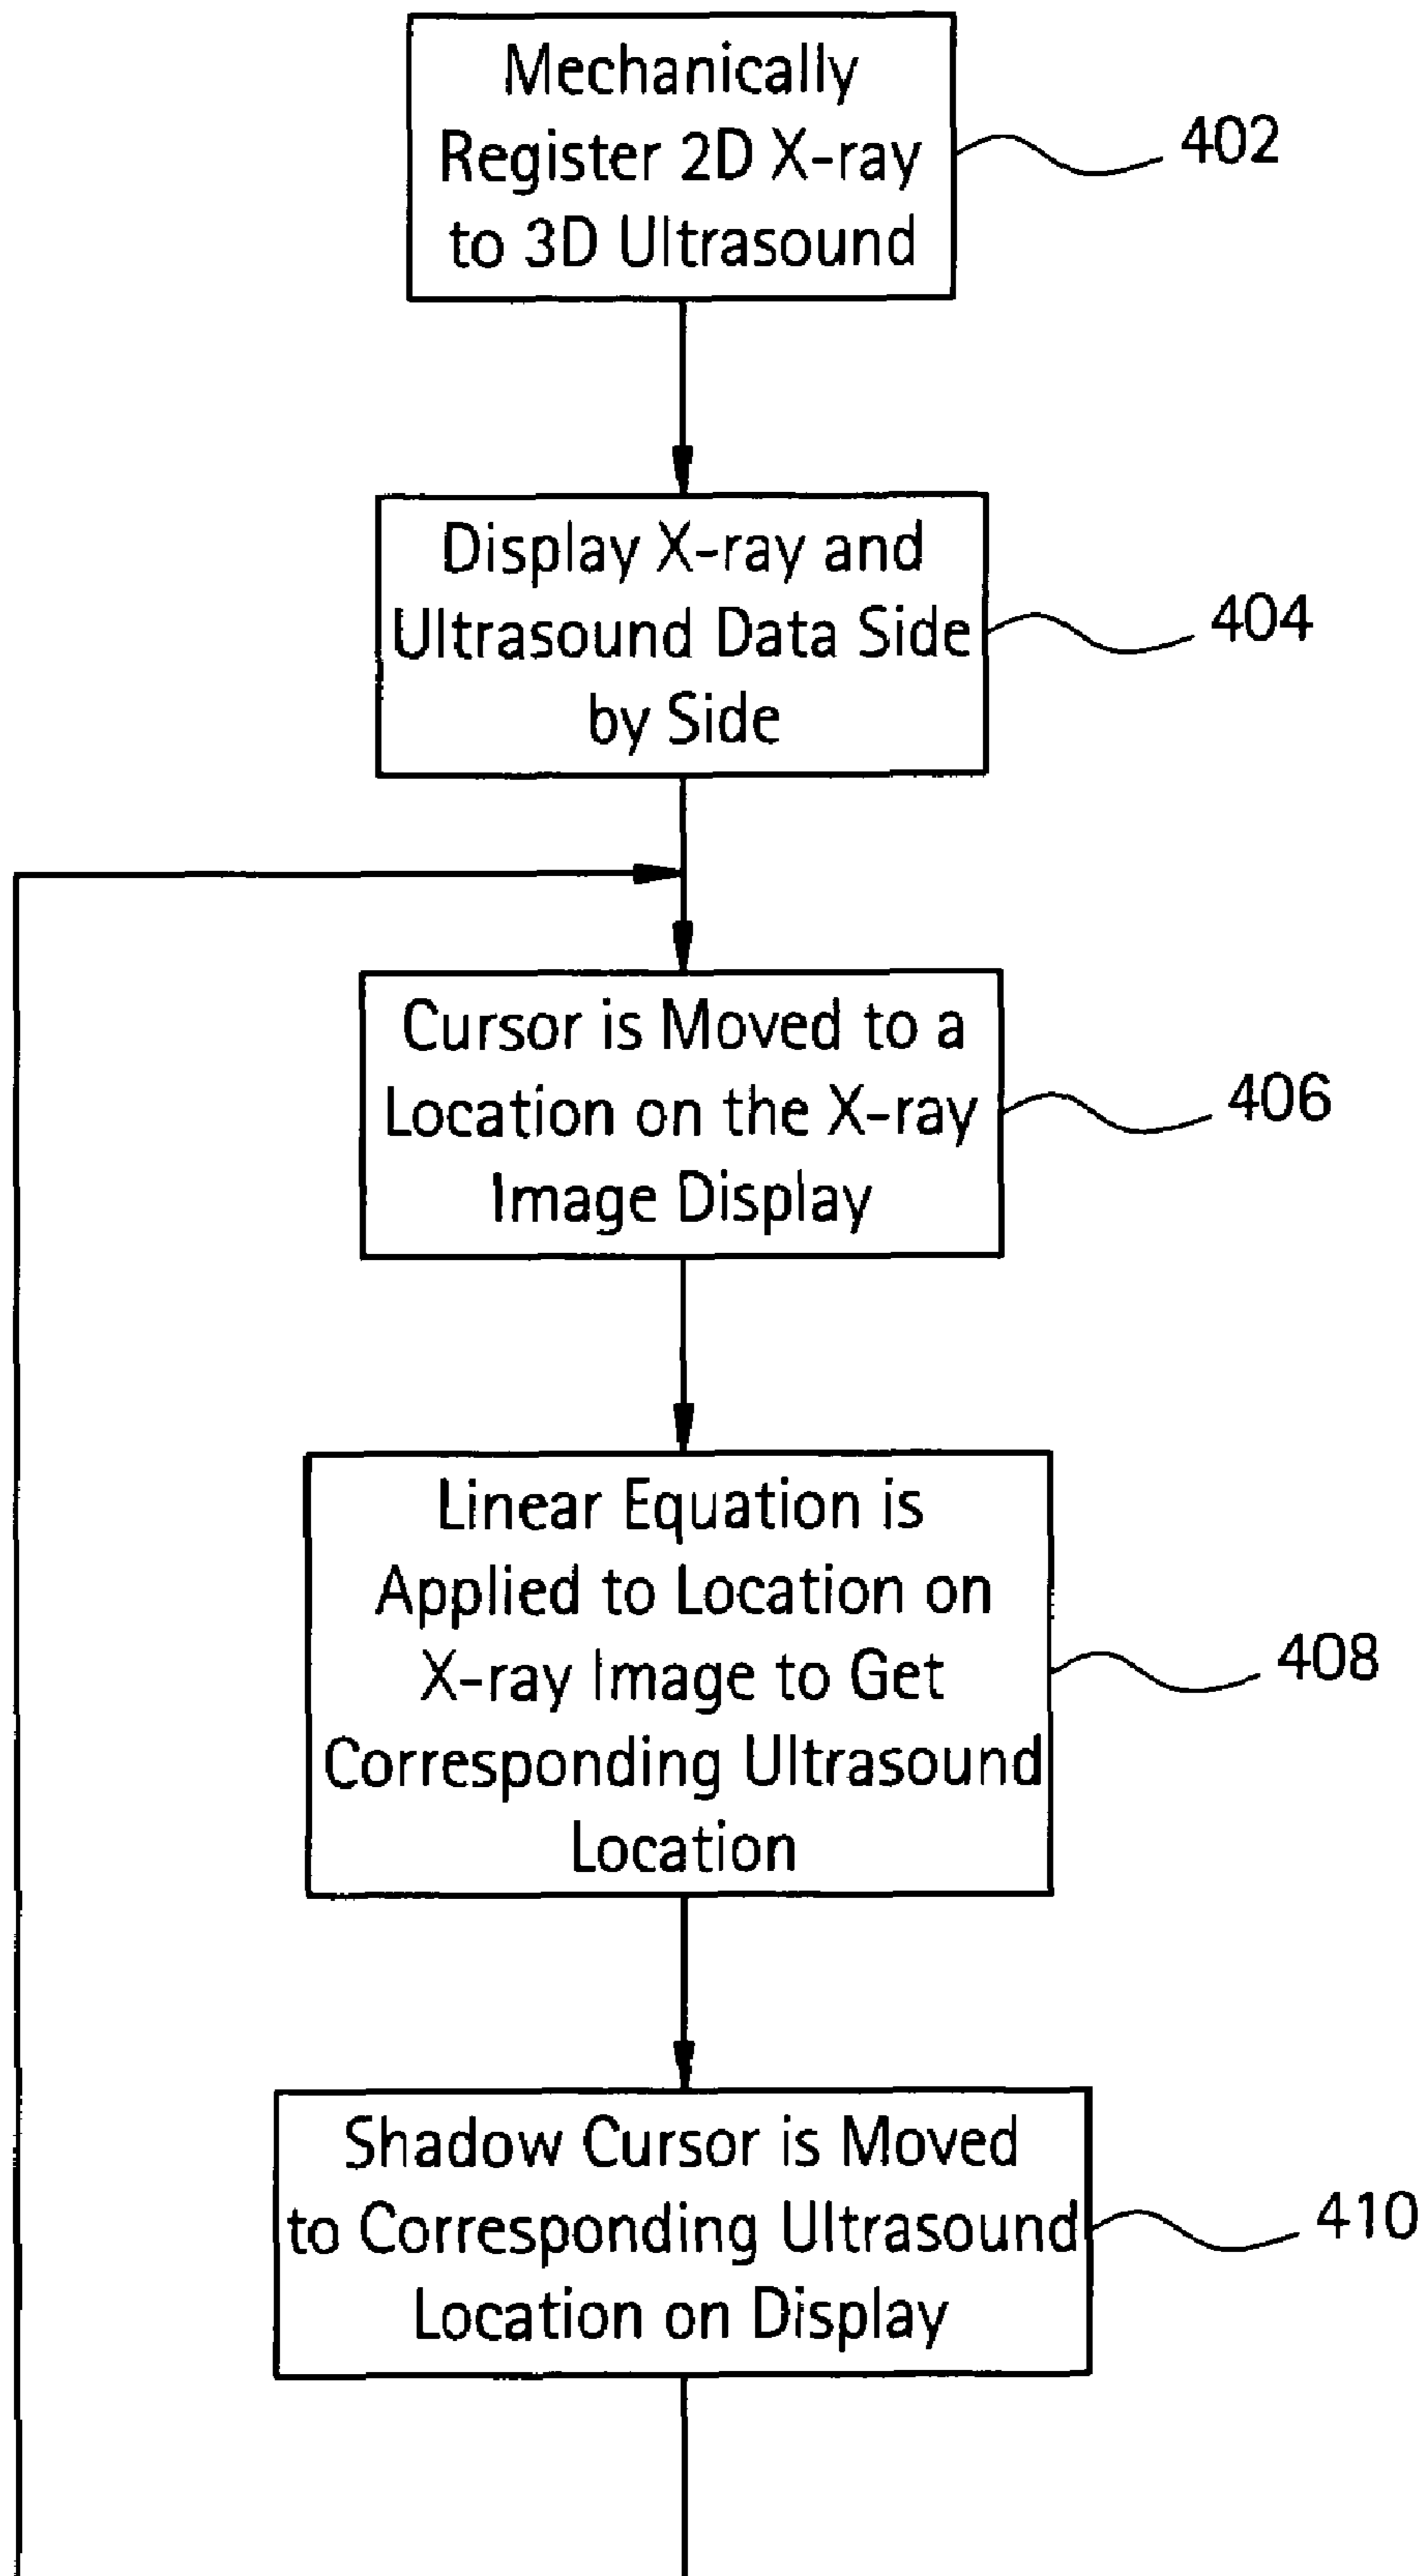 Mechanically
Register 2D X-ray
to 3D Ultrasound
402
Display X-ray and
Ultrasound Data Side
by Side
404
Cursor is Moved to a
Location on the X-ray
Image Display
406
Linear Equation is
Applied to Location on
X-ray Image to Get
Corresponding Ultrasound
Location
408
Shadow Cursor is Moved
to Corresponding Ultrasound
Location on Display
410